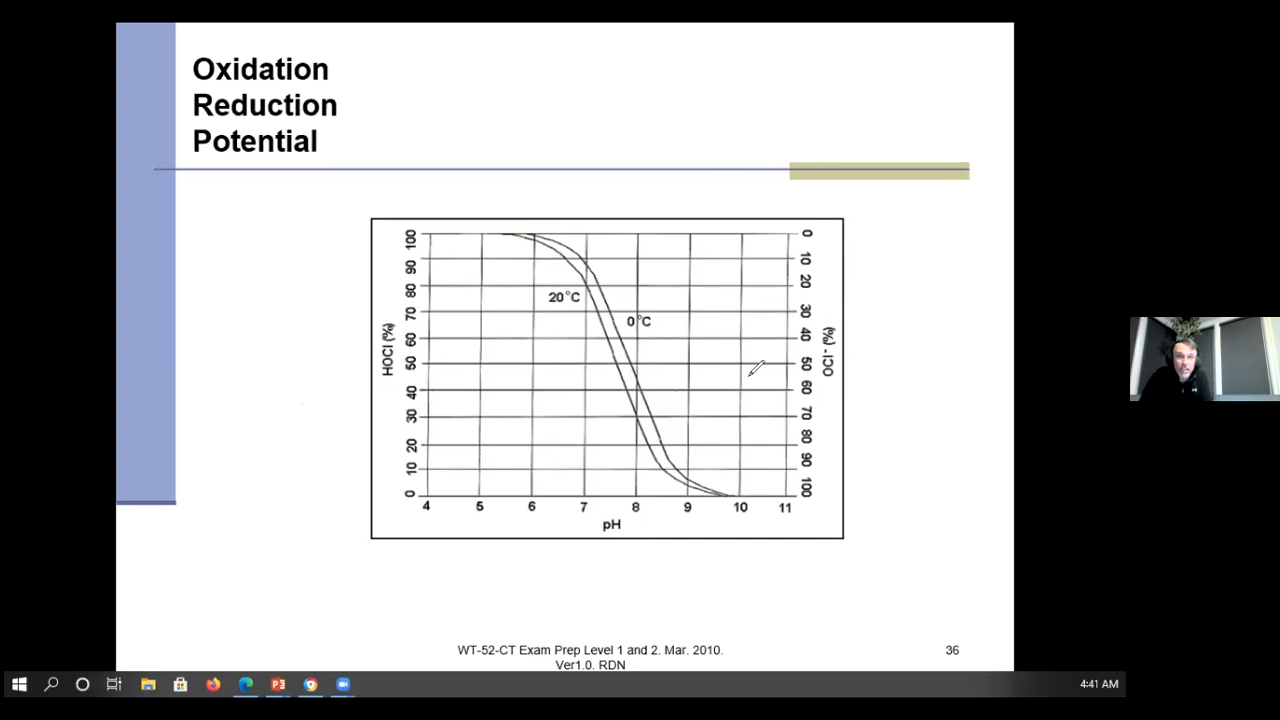 Oxidation
Reduction
Potential
HOCl (%)
100
90
80
70
60
50
40
30
20
10
0
20°C
0°C
0
10
20
30
40
50
60
70
80
90
100
OCl - (%)
4 5 6 7 8 9 10 11
pH
WT-52-CT Exam Prep Level 1 and 2. Mar. 2010.
Ver1.0. RDN
36
4:41 AM